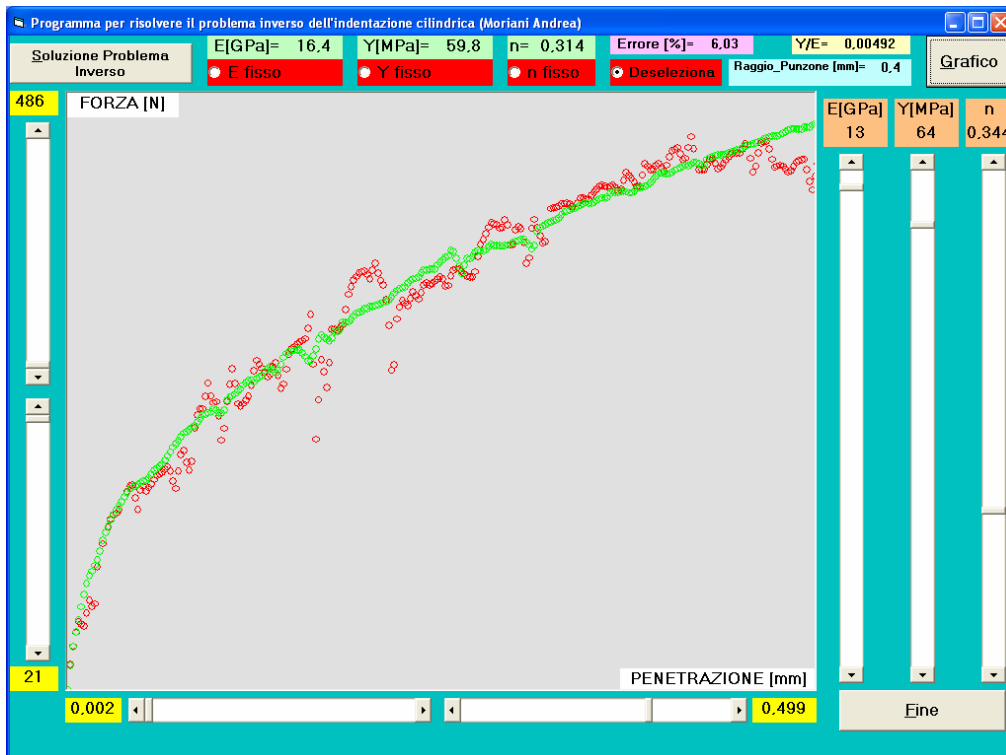 Programma per risolvere il problema inverso dell'indentazione cilindrica (Moriani Andrea)
Soluzione Problema
Inverso
E[GPa]= 16,4
Y[MPa]= 59,8
n= 0,314
Errore [%]= 6,03
Y/E= 0,00492
E fisso
Y fisso
n fisso
Deseleziona
Raggio_Punzone [mm]= 0,4
Grafico
486
FORZA [N]
E[GPa]
13
Y[MPa]
64
n
0,344
21
PENETRAZIONE [mm]
0,002
0,499
Fine